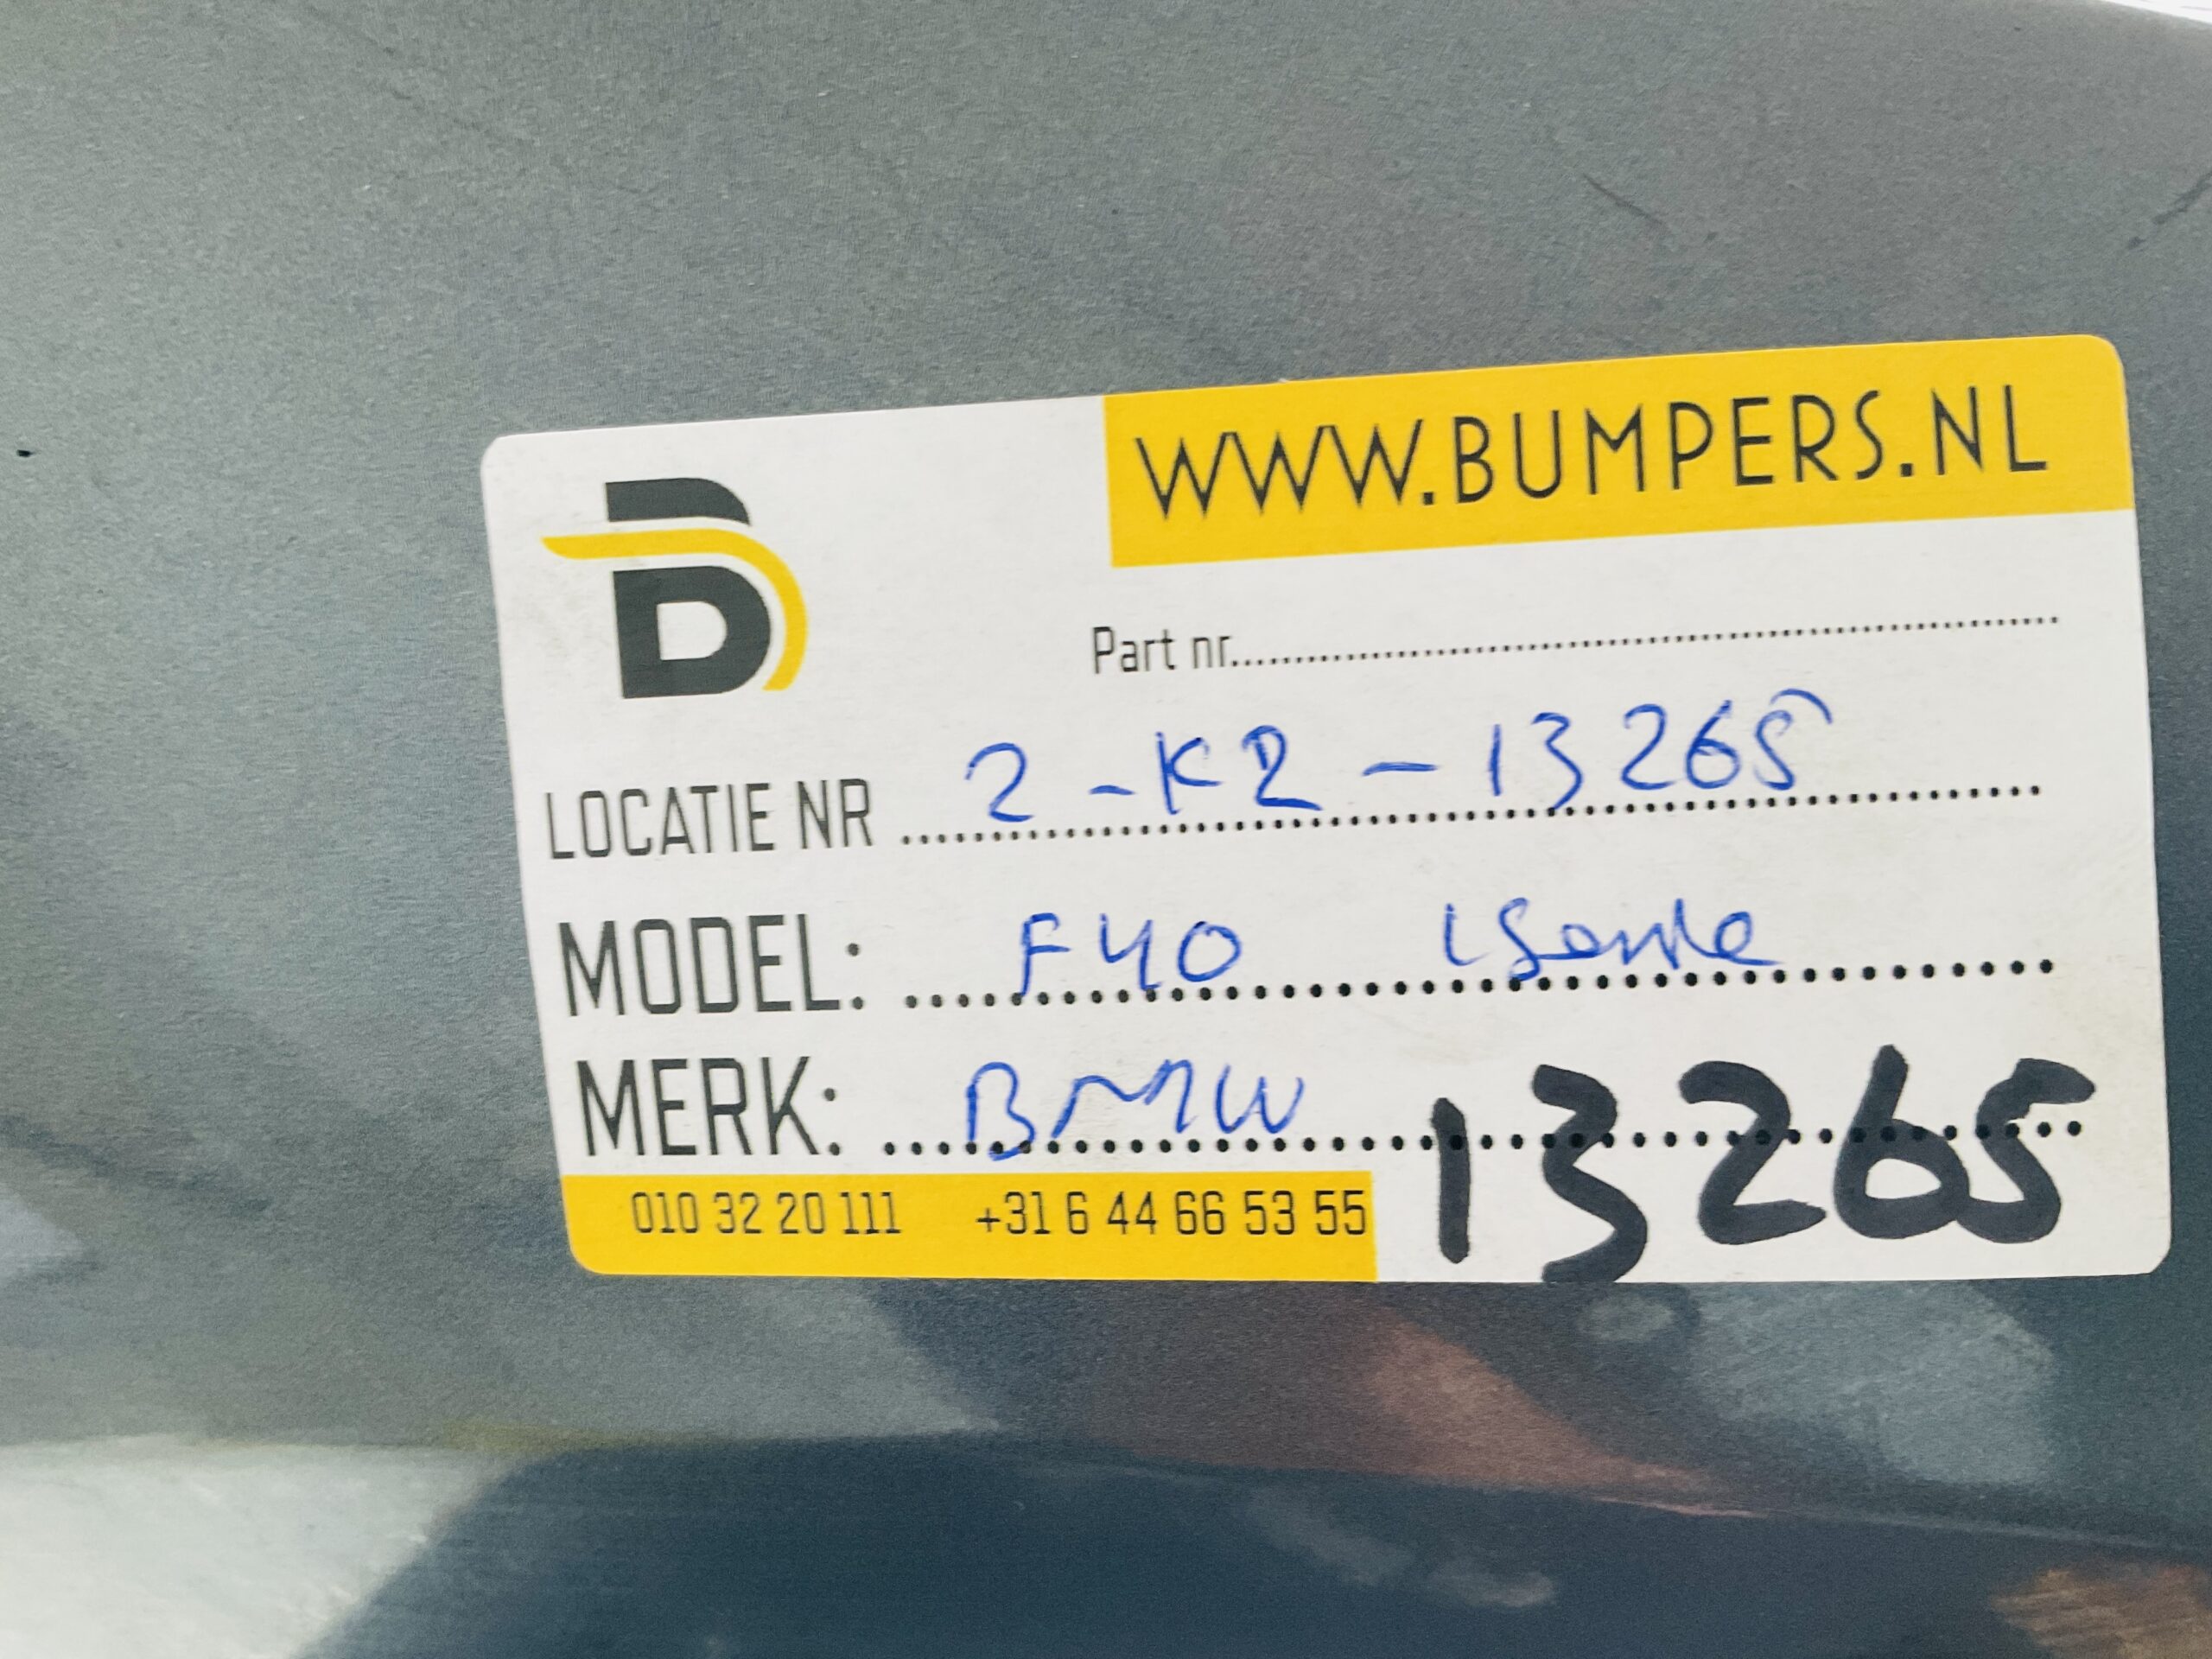 WWW.BUMPERS.NL
B
Part nr..........
LOCATIE NR 2-K2-13265
MODEL: F40 1Serie
MERK: BMW 13265
010 32 20 111 +31 6 44 66 53 55